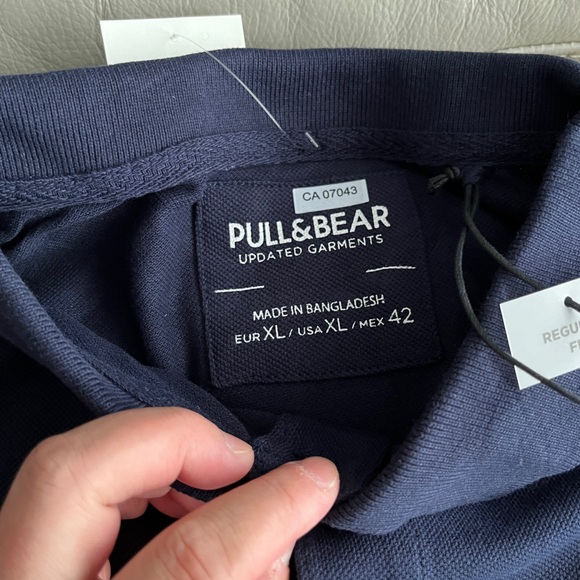 CA 07043
PULL&BEAR
UPDATED GARMENTS
MADE IN BANGLADESH
EUR XL / USA XL / MEX 42